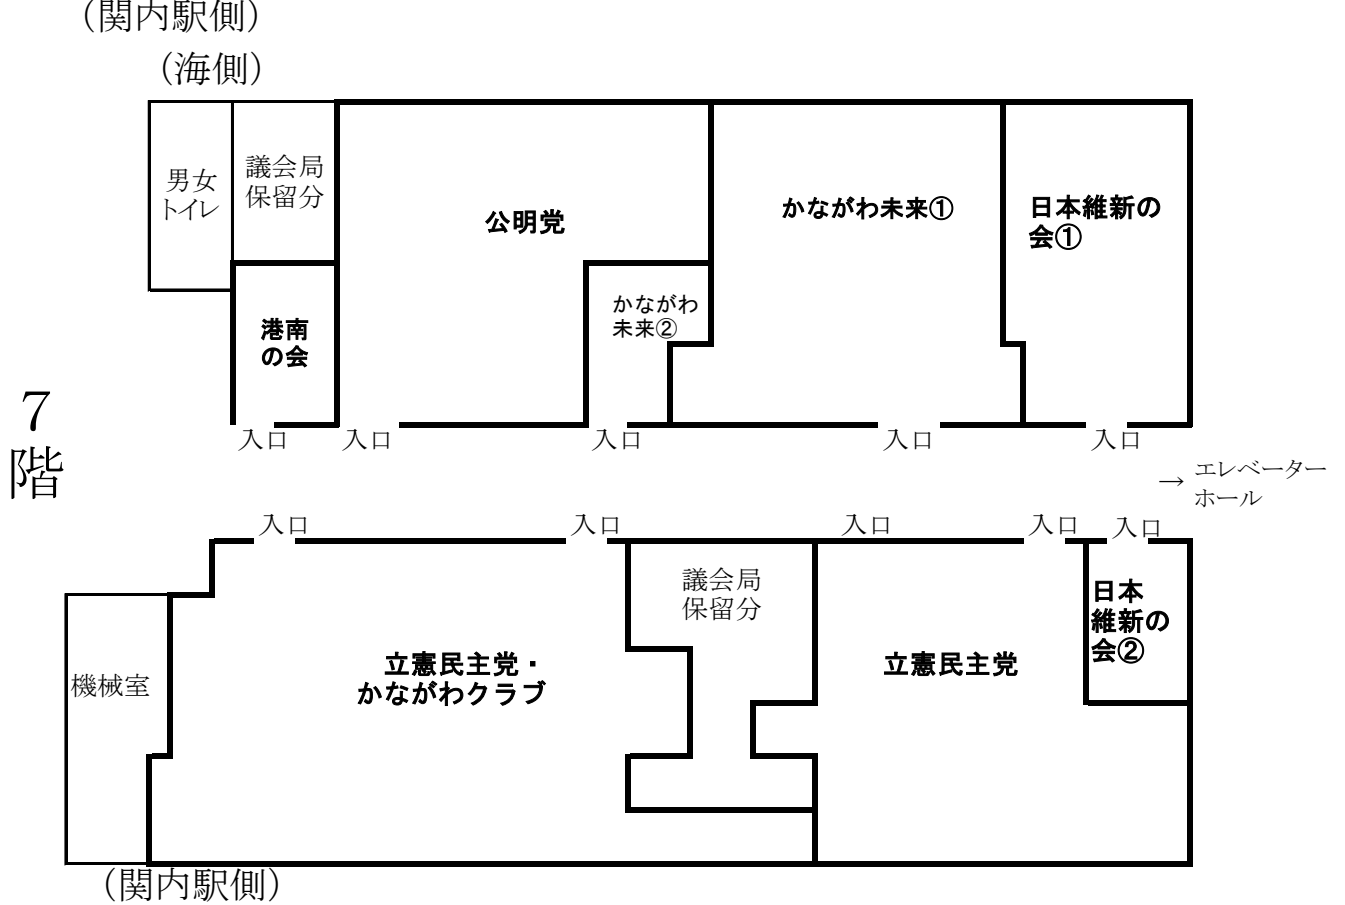 （関内駅側）
（海側）
男女
トイレ
議会局
保留分
公明党
かながわ未来①
日本維新の
会①
かながわ
未来②
港南
の会
7
階
入口
入口
入口
入口
入口
→ エレベーター
ホール
入口
入口
入口
入口
入口
議会局
保留分
日本
維新の
会②
機械室
立憲民主党・
かながわクラブ
立憲民主党
（関内駅側）